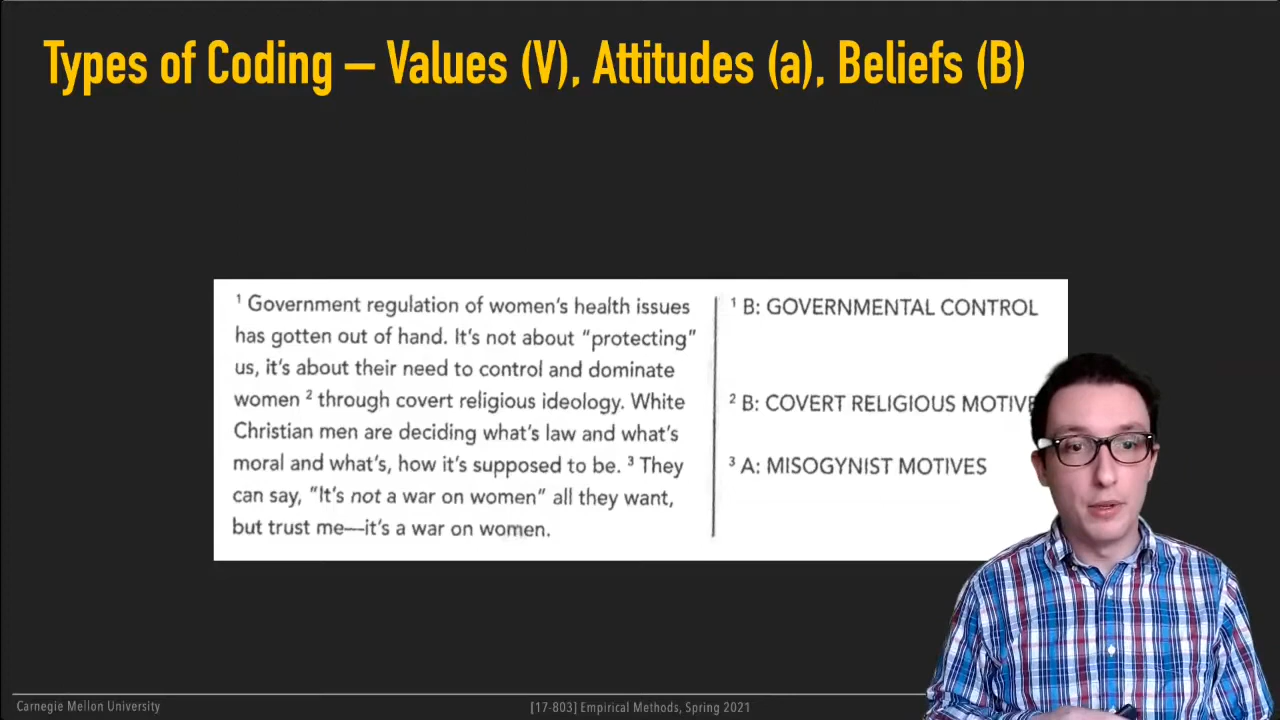 Types of Coding — Values (V), Attitudes (a), Beliefs (B)
¹ Government regulation of women's health issues
has gotten out of hand. It's not about "protecting"
us, it's about their need to control and dominate
women ² through covert religious ideology. White
Christian men are deciding what's law and what's
moral and what's, how it's supposed to be. ³ They
can say, "It's not a war on women" all they want,
but trust me—it's a war on women.
¹ B: GOVERNMENTAL CONTROL
² B: COVERT RELIGIOUS
³ A: MISOGYNIST MOTIVES
Carnegie Mellon University
[17-803] Empirical Methods, Spring 2021